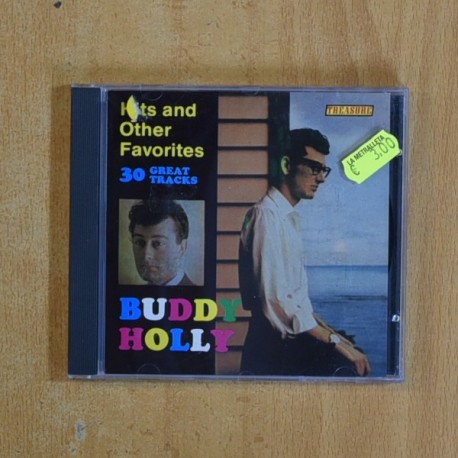 Hits and
Other
Favorites
30 GREAT
TRACKS
TREASURE
LA METRALLETA
€ 3.00
BUDDY
HOLLY